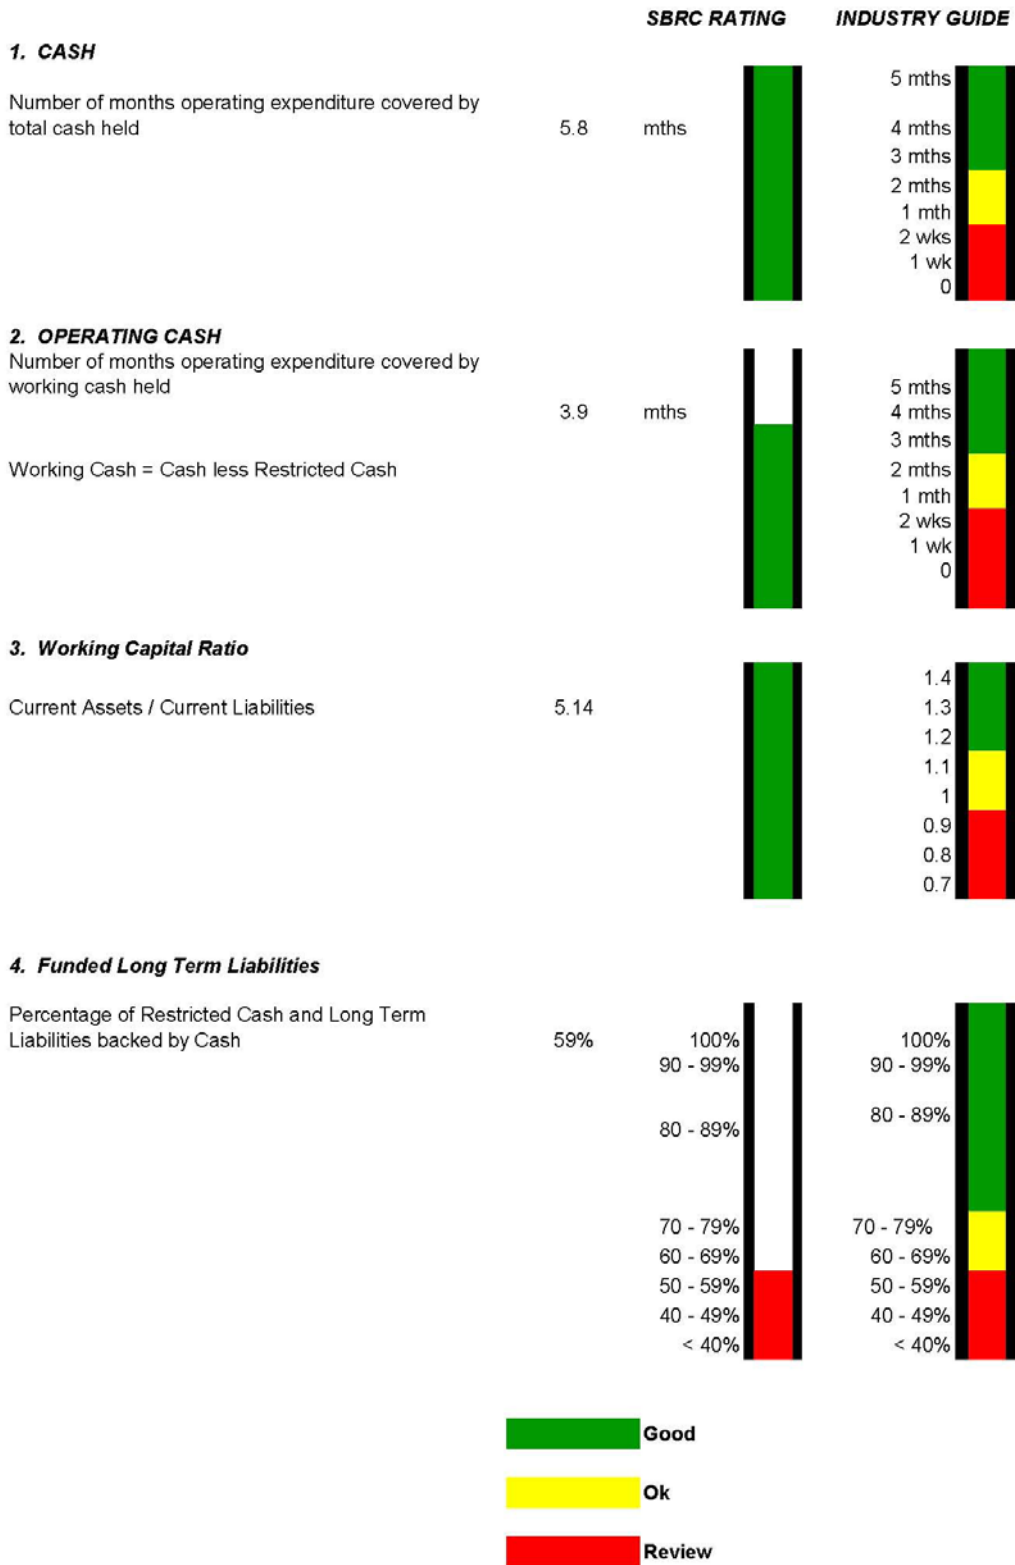 SBRC RATING INDUSTRY GUIDE
1. CASH
5 mths
Number of months operating expenditure covered by
total cash held 5.8 mths 4 mths
3 mths
2 mths
1 mth
2 wks
1 wk
0
2. OPERATING CASH
Number of months operating expenditure covered by
working cash held 5 mths
3.9 mths 4 mths
3 mths
Working Cash = Cash less Restricted Cash 2 mths
1 mth
2 wks
1 wk
0
3. Working Capital Ratio
1.4
Current Assets / Current Liabilities 5.14 1.3
1.2
1.1
1
0.9
0.8
0.7
4. Funded Long Term Liabilities
Percentage of Restricted Cash and Long Term
Liabilities backed by Cash 59% 100% 100%
90 - 99% 90 - 99%
80 - 89% 80 - 89%
70 - 79% 70 - 79%
60 - 69% 60 - 69%
50 - 59% 50 - 59%
40 - 49% 40 - 49%
< 40% < 40%
Good
Ok
Review